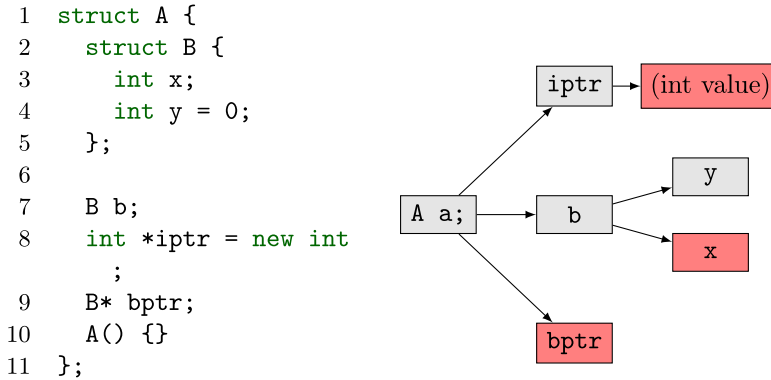 1 struct A {
2 struct B {
3 int x;
4 int y = 0;
5 };
6
7 B b;
8 int *iptr = new int
;
9 B* bptr;
10 A() {}
11 };
iptr
(int value)
y
A a;
b
x
bptr